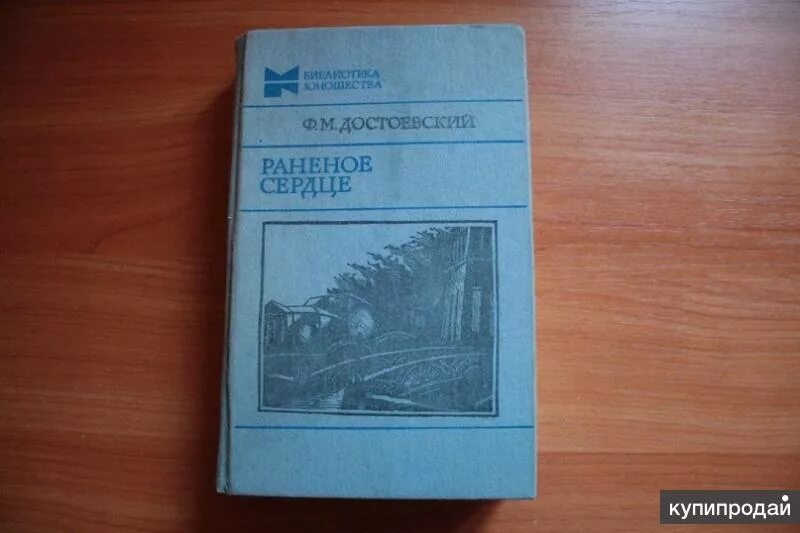 БИБЛИОТЕКА
ЮНОШЕСТВА
Ф.М.ДОСТОЕВСКИЙ
РАНЕНОЕ
СЕРДЦЕ
купипродай